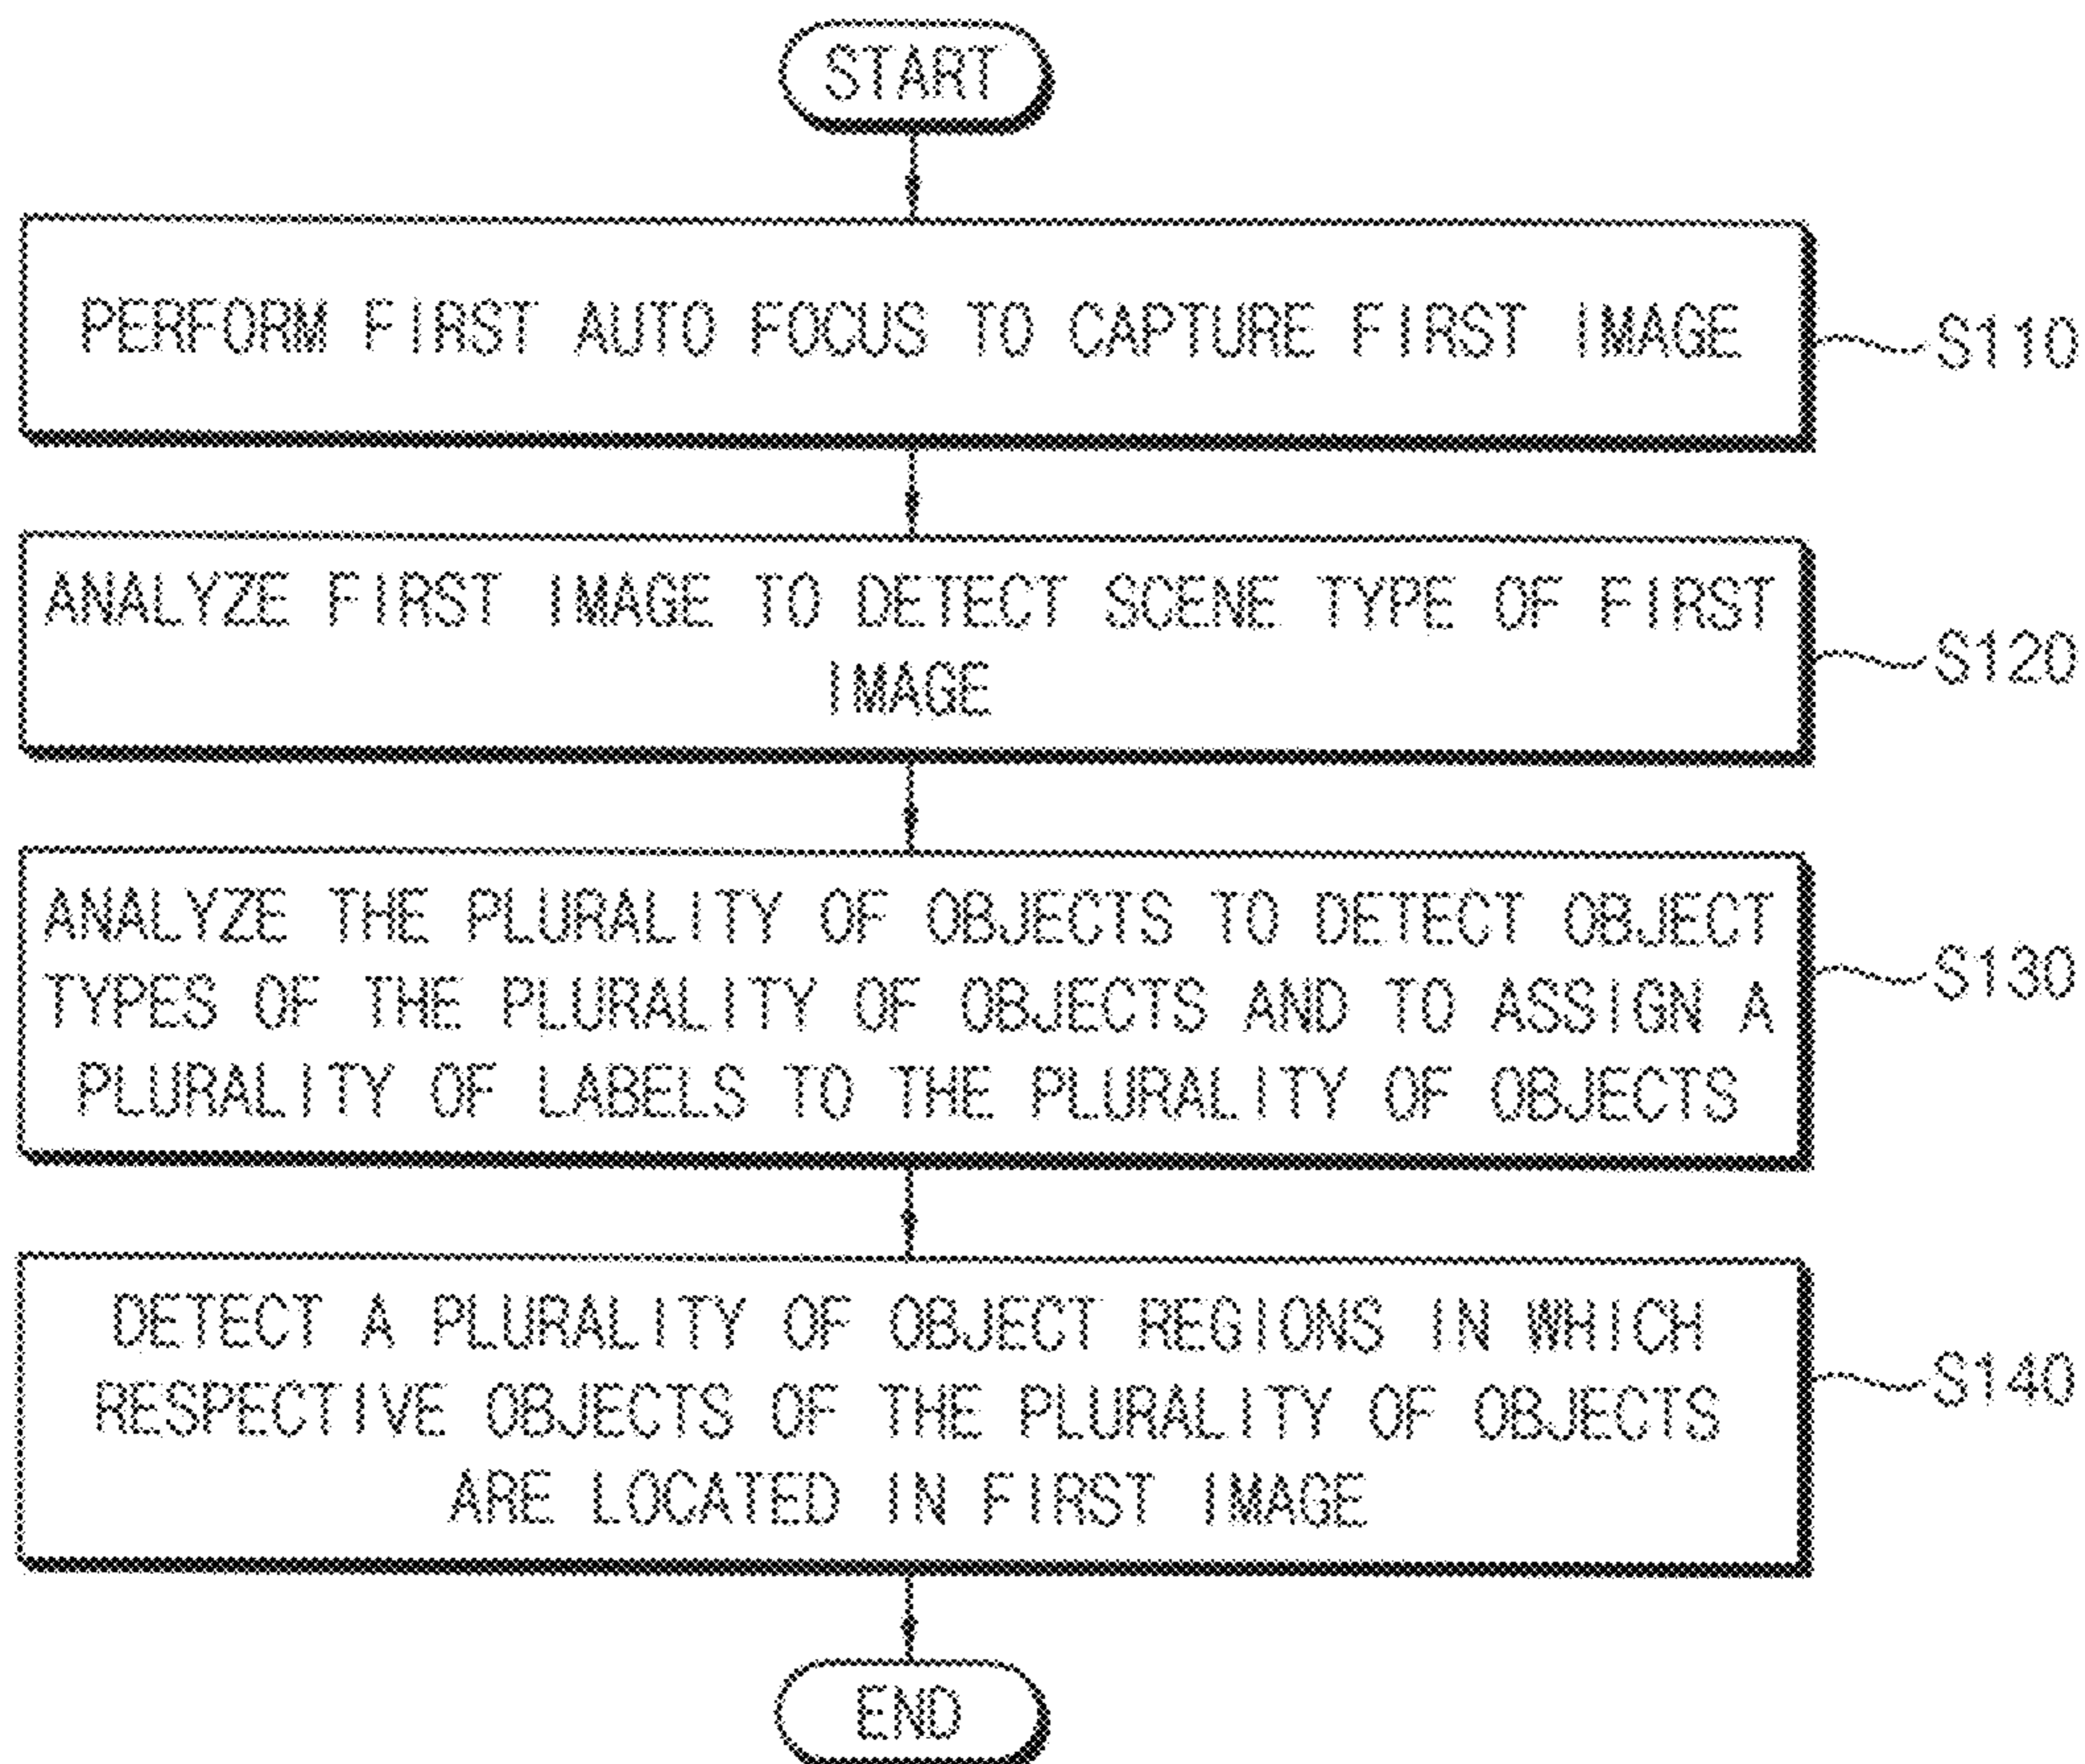 START
PERFORM FIRST AUTO FOCUS TO CAPTURE FIRST IMAGE
S110
ANALYZE FIRST IMAGE TO DETECT SCENE TYPE OF FIRST
IMAGE
S120
ANALYZE THE PLURALITY OF OBJECTS TO DETECT OBJECT
TYPES OF THE PLURALITY OF OBJECTS AND TO ASSIGN A
PLURALITY OF LABELS TO THE PLURALITY OF OBJECTS
S130
DETECT A PLURALITY OF OBJECT REGIONS IN WHICH
RESPECTIVE OBJECTS OF THE PLURALITY OF OBJECTS
ARE LOCATED IN FIRST IMAGE
S140
END